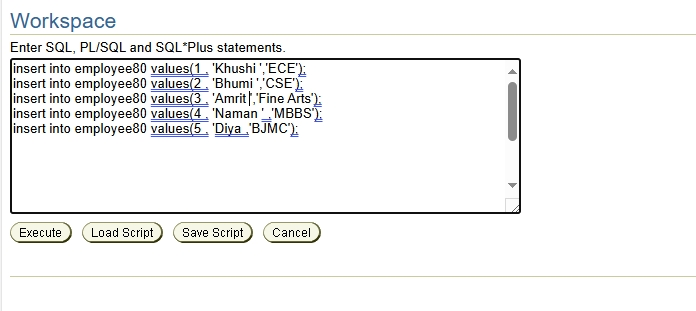 Workspace
Enter SQL, PL/SQL and SQL*Plus statements.
insert into employee80 values(1 , 'Khushi ','ECE');
insert into employee80 values(2 , 'Bhumi ','CSE');
insert into employee80 values(3 , 'Amrit ','Fine Arts');
insert into employee80 values(4 , 'Naman ' ,'MBBS');
insert into employee80 values(5 , 'Diya ,'BJMC');
Execute Load Script Save Script Cancel